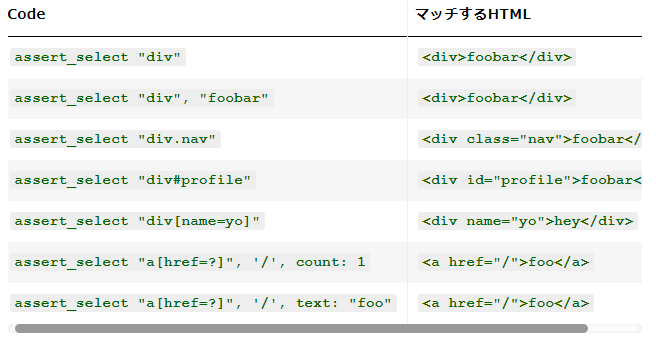 Code マッチするHTML
assert_select "div" <div>foobar</div>
assert_select "div", "foobar" <div>foobar</div>
assert_select "div.nav" <div class="nav">foobar</
assert_select "div#profile" <div id="profile">foobar<
assert_select "div[name=yo]" <div name="yo">hey</div>
assert_select "a[href=?]", '/', count: 1 <a href="/">foo</a>
assert_select "a[href=?]", '/', text: "foo" <a href="/">foo</a>